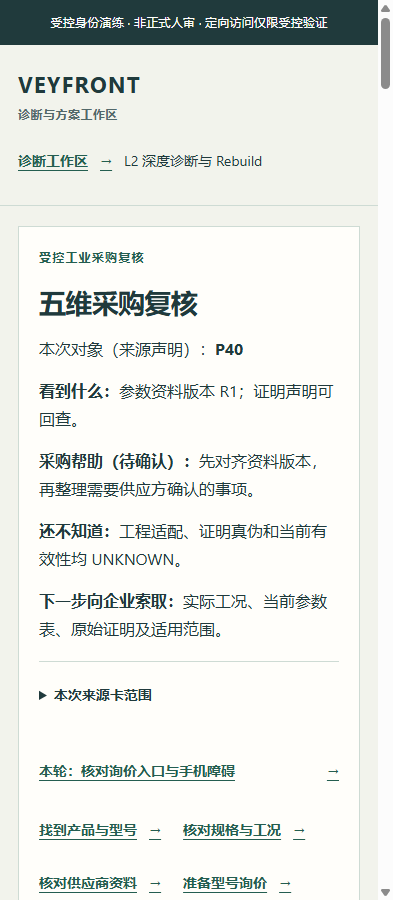 受控身份演练 · 非正式人审 · 定向访问仅限受控验证
VEYFRONT
诊断与方案工作区
诊断工作区 → L2 深度诊断与 Rebuild
受控工业采购复核
五维采购复核
本次对象（来源声明）：P40
看到什么：参数资料版本 R1；证明声明可
回查。
采购帮助（待确认）：先对齐资料版本，
再整理需要供应方确认的事项。
还不知道：工程适配、证明真伪和当前有
效性均 UNKNOWN。
下一步向企业索取：实际工况、当前参数
表、原始证明及适用范围。
▶ 本次来源卡范围
本轮：核对询价入口与手机障碍 →
找到产品与型号 → 核对规格与工况 →
核对供应商资料 → 准备型号询价 →